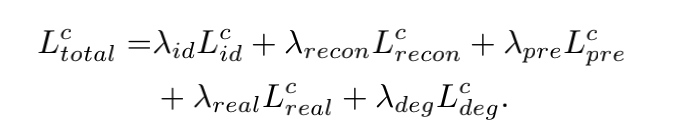 L^c_{total} = λ_{id}L^c_{id} + λ_{recon}L^c_{recon} + λ_{pre}L^c_{pre}
+ λ_{real}L^c_{real} + λ_{deg}L^c_{deg}.